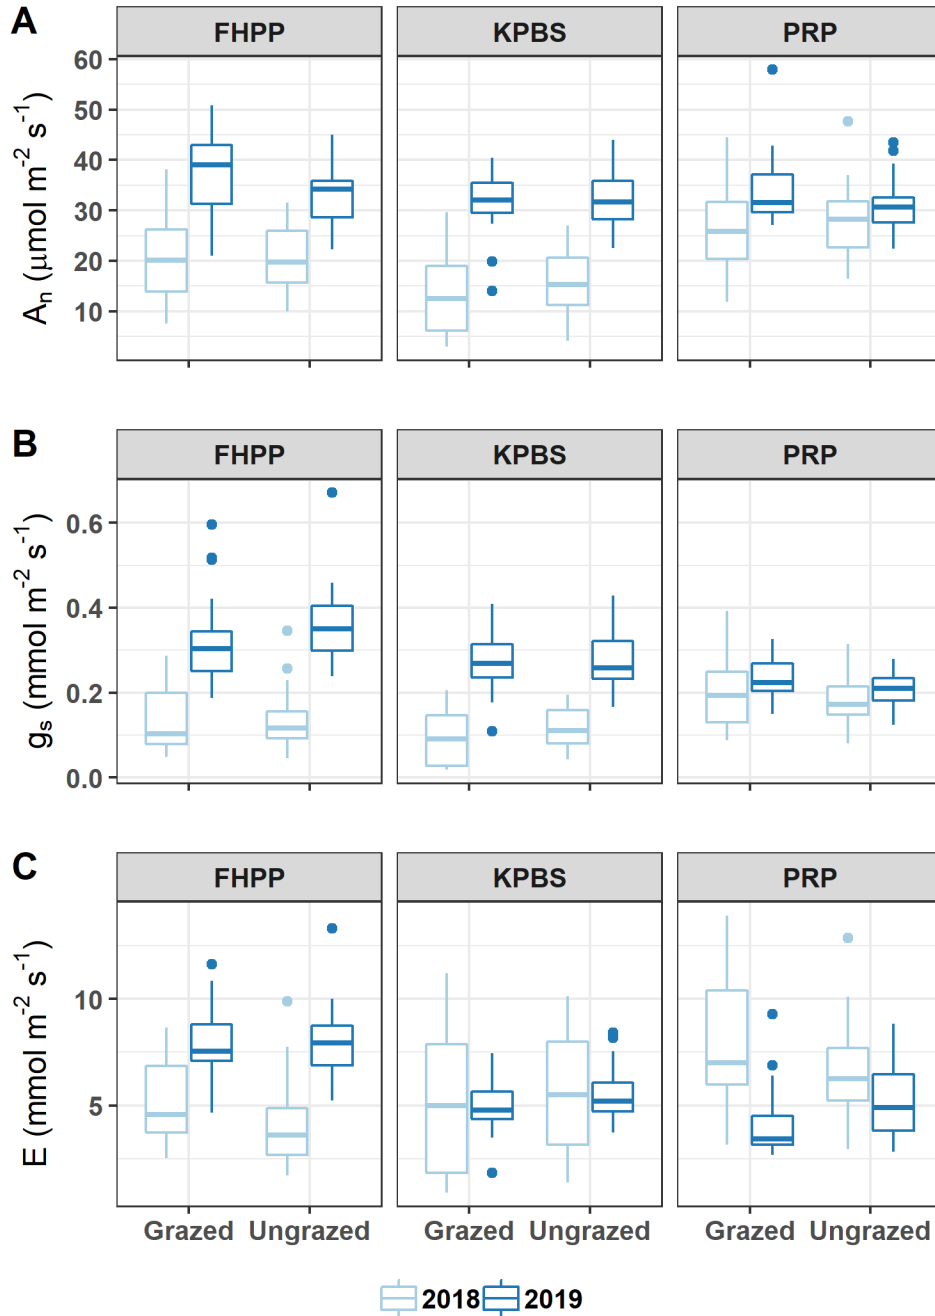 A
FHPP KPBS PRP
Aₙ (μmol m⁻² s⁻¹)
60
50
40
30
20
10
B
FHPP KPBS PRP
gₛ (mmol m⁻² s⁻¹)
0.6
0.4
0.2
0.0
C
FHPP KPBS PRP
E (mmol m⁻² s⁻¹)
10
5
Grazed Ungrazed Grazed Ungrazed Grazed Ungrazed
2018 2019